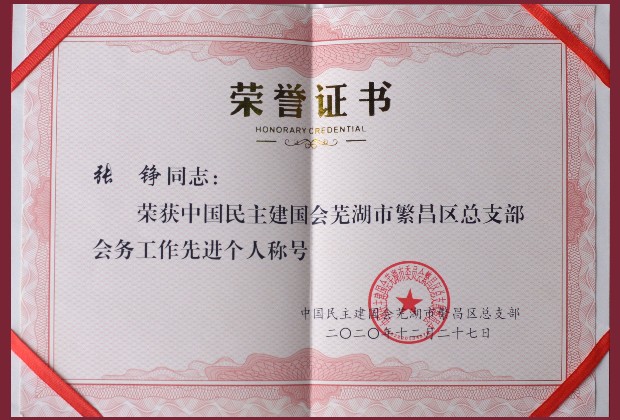 荣誉证书
HONORARY CREDENTIAL
张 铮同志：
荣获中国民主建国会芜湖市繁昌区总支部
会务工作先进个人称号
中国民主建国会芜湖市繁昌区总支部
二〇二〇年十二月二十七日